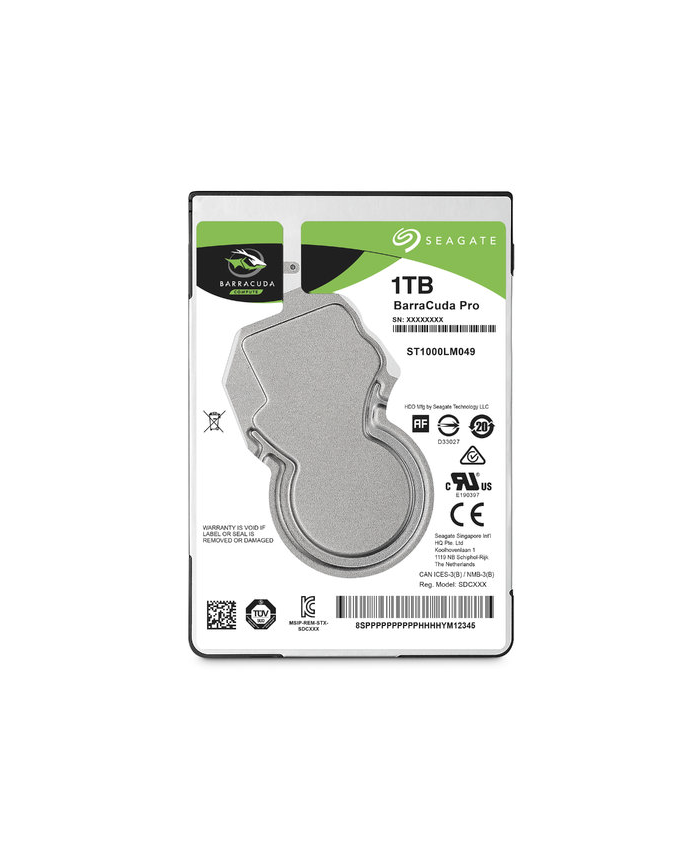 BARRACUDA
COMPUTE
SEAGATE
1TB
BarraCuda Pro
SN: XXXXXXXX
ST1000LM049
HDD Mfg by Seagate Technology LLC
AF
20
D33027
c RU US
E190397
CE
Seagate Singapore Int'l
HQ Pte. Ltd
Koolhovenlaan 1
1119 NB Schiphol-Rijk
The Netherlands
CAN ICES-3(B) / NMB-3(B)
Reg. Model: SDCXXX
WARRANTY IS VOID IF
LABEL OR SEAL IS
REMOVED OR DAMAGED
TÜV
SÜD
MSIP-REM-STX-
SDCXXX
8SPPPPPPPPPPHHHHYM12345